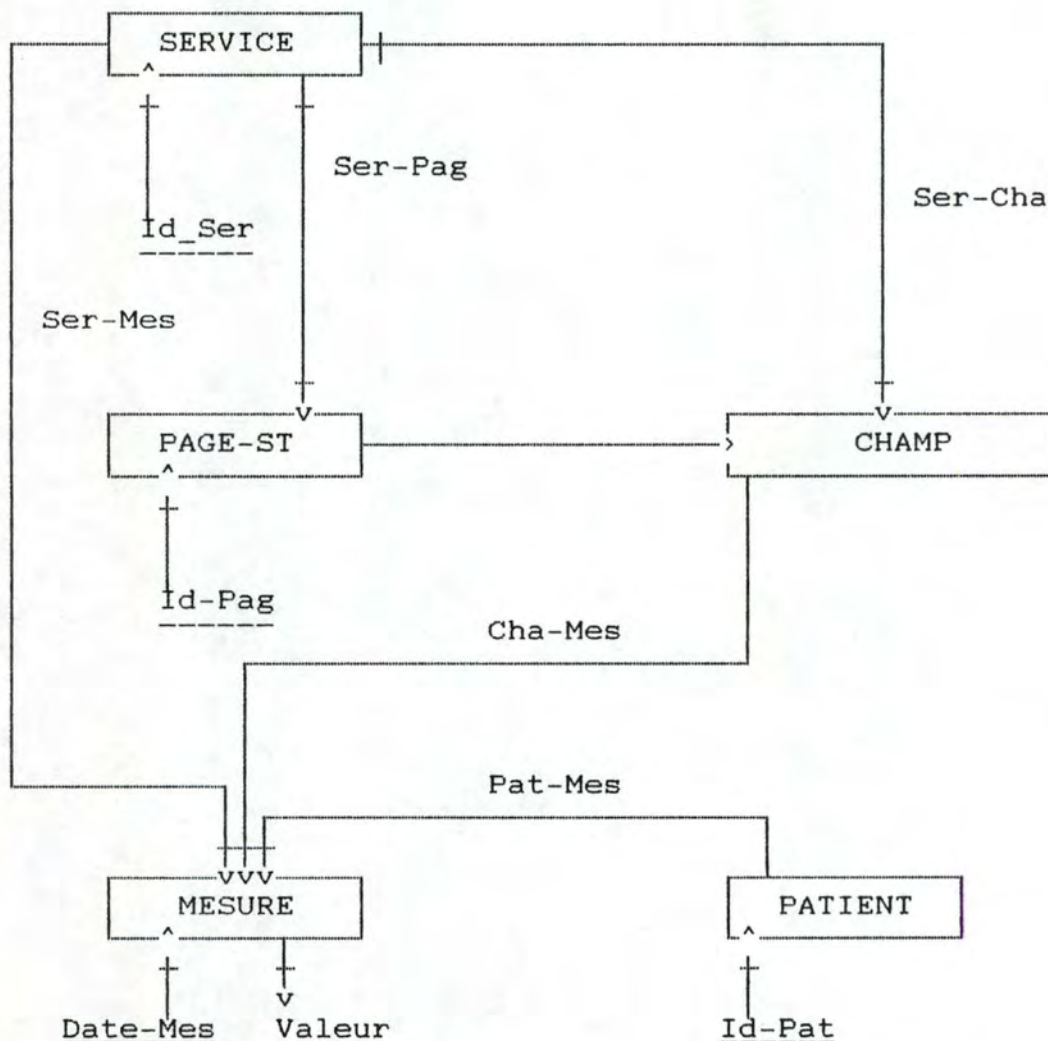 SERVICE
Ser-Pag
Ser-Cha
Id_Ser
Ser-Mes
PAGE-ST
CHAMP
Id-Pag
Cha-Mes
Pat-Mes
MESURE
PATIENT
Date-Mes
Valeur
Id-Pat